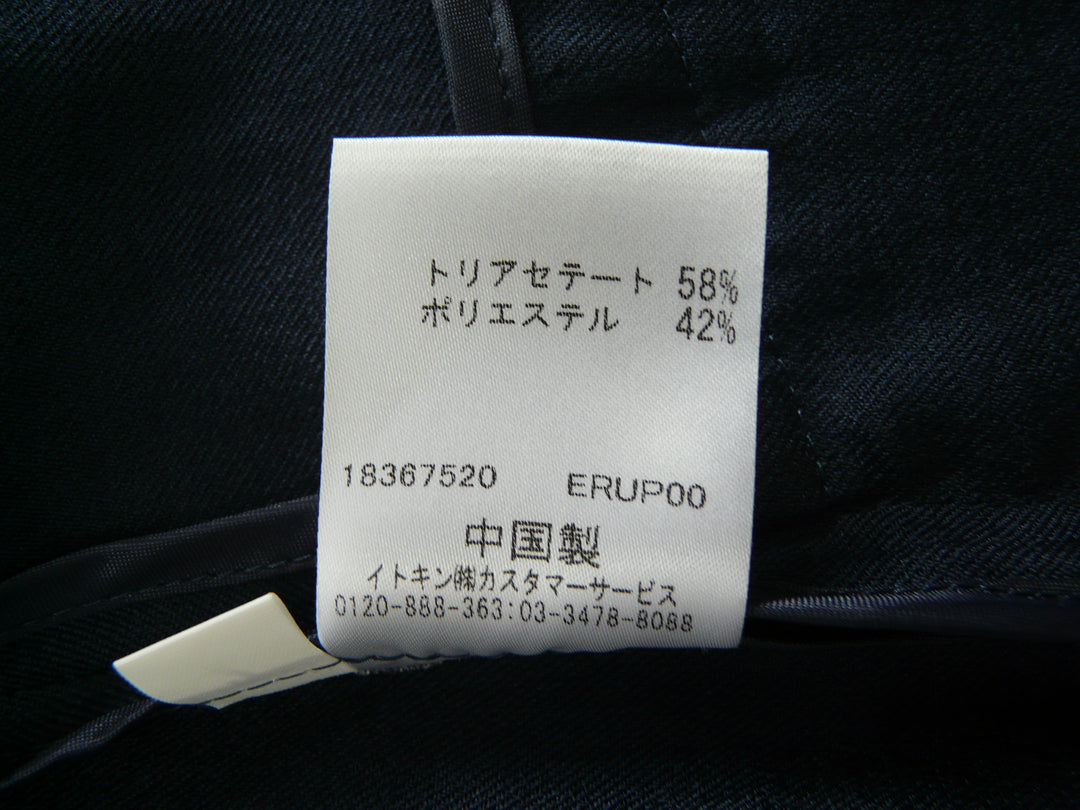 トリアセテート 58%
ポリエステル 42%
18367520 ERUP00
中国製
イトキン㈱カスタマーサービス
0120-888-363:03-3478-8088